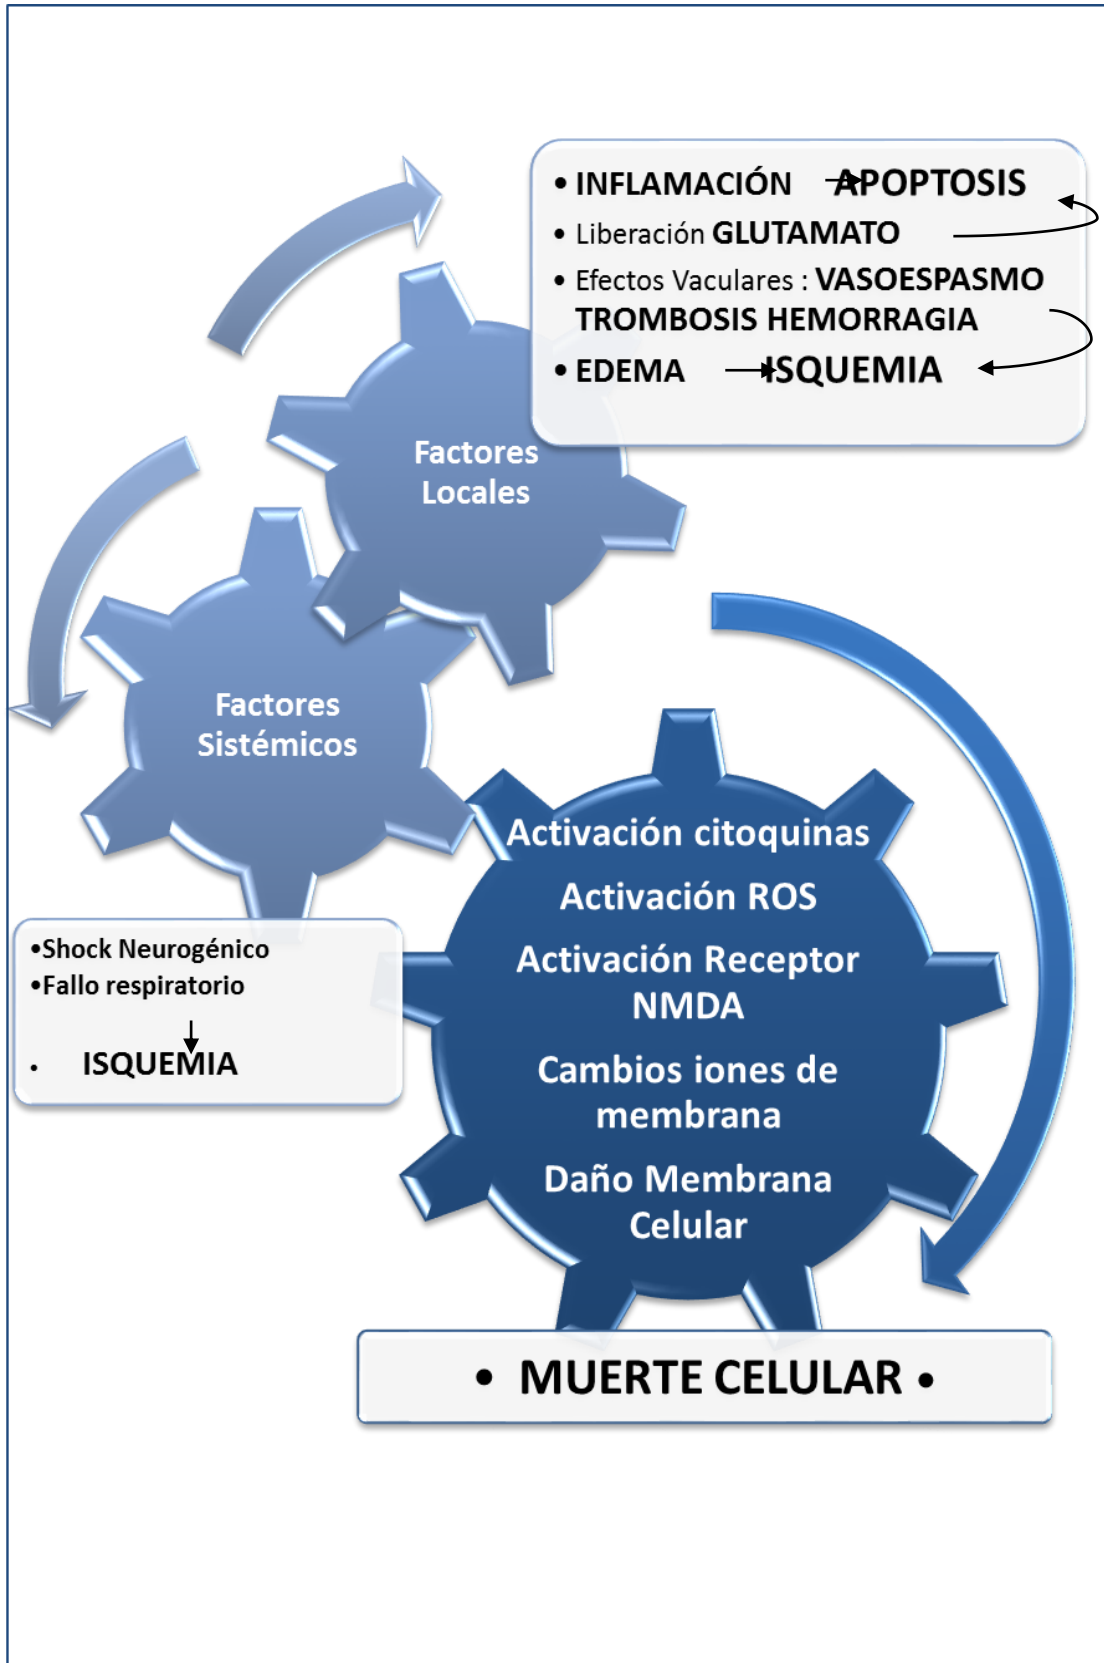 • INFLAMACIÓN APOPTOSIS
• Liberación GLUTAMATO
• Efectos Vaculares : VASOESPASMO
TROMBOSIS HEMORRAGIA
• EDEMA ISQUEMIA
Factores
Locales
Factores
Sistémicos
•Shock Neurogénico
•Fallo respiratorio
• ISQUEMIA
Activación citoquinas
Activación ROS
Activación Receptor
NMDA
Cambios iones de
membrana
Daño Membrana
Celular
• MUERTE CELULAR •